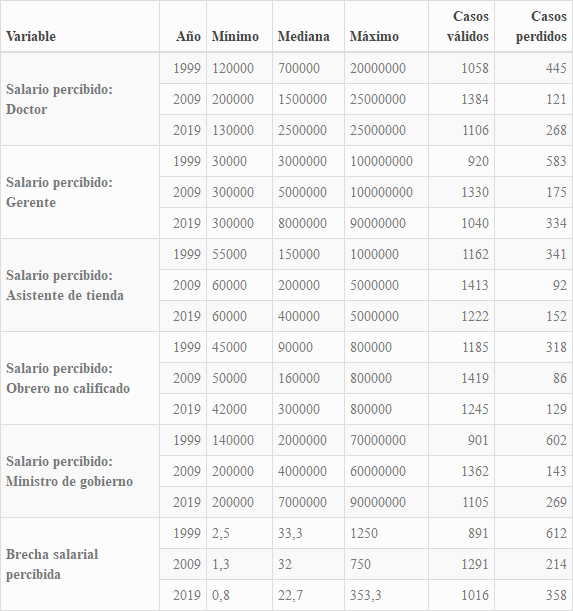 Variable Año Mínimo Mediana Máximo Casos válidos Casos perdidos
Salario percibido: Doctor
1999 120000 700000 20000000 1058 445
2009 200000 1500000 25000000 1384 121
2019 130000 2500000 25000000 1106 268
Salario percibido: Gerente
1999 30000 3000000 100000000 920 583
2009 300000 5000000 100000000 1330 175
2019 300000 8000000 90000000 1040 334
Salario percibido: Asistente de tienda
1999 55000 150000 1000000 1162 341
2009 60000 200000 5000000 1413 92
2019 60000 400000 5000000 1222 152
Salario percibido: Obrero no calificado
1999 45000 90000 800000 1185 318
2009 50000 160000 800000 1419 86
2019 42000 300000 800000 1245 129
Salario percibido: Ministro de gobierno
1999 140000 2000000 70000000 901 602
2009 200000 4000000 60000000 1362 143
2019 200000 7000000 90000000 1105 269
Brecha salarial percibida
1999 2,5 33,3 1250 891 612
2009 1,3 32 750 1291 214
2019 0,8 22,7 353,3 1016 358